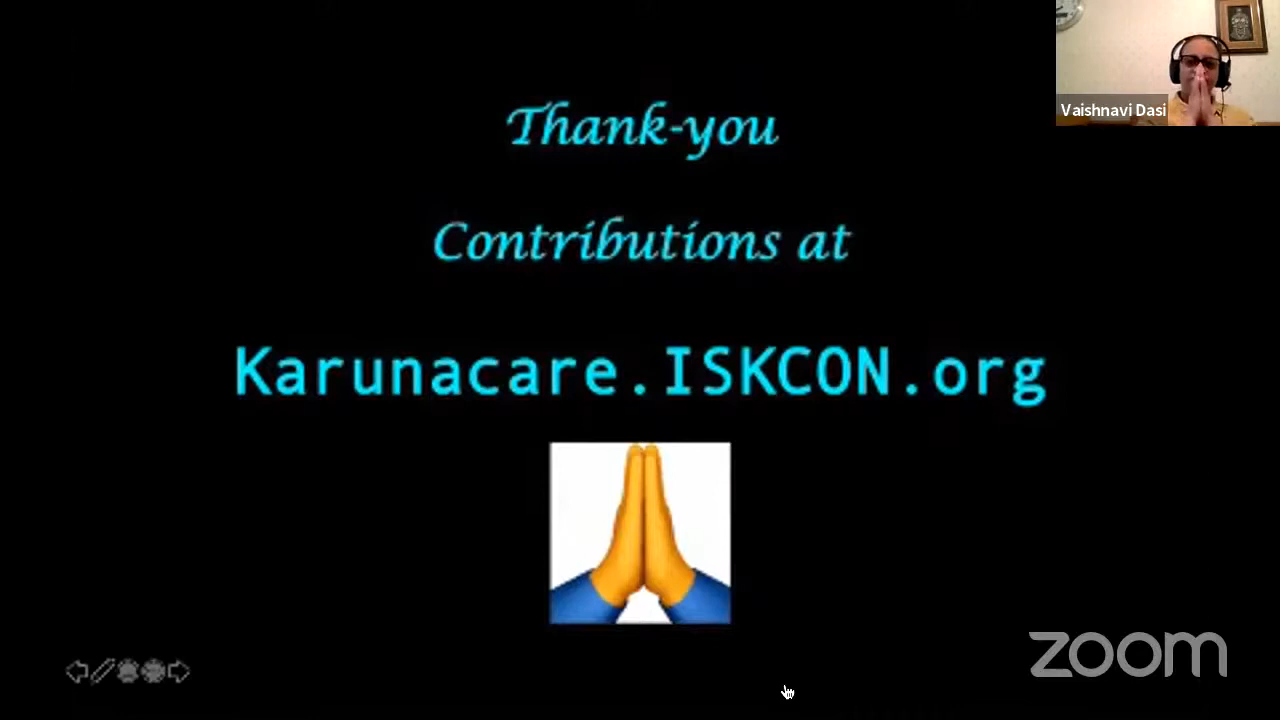 Vaishnavi Dasi
Thank-you
Contributions at
Karunacare.ISKCON.org
zoom